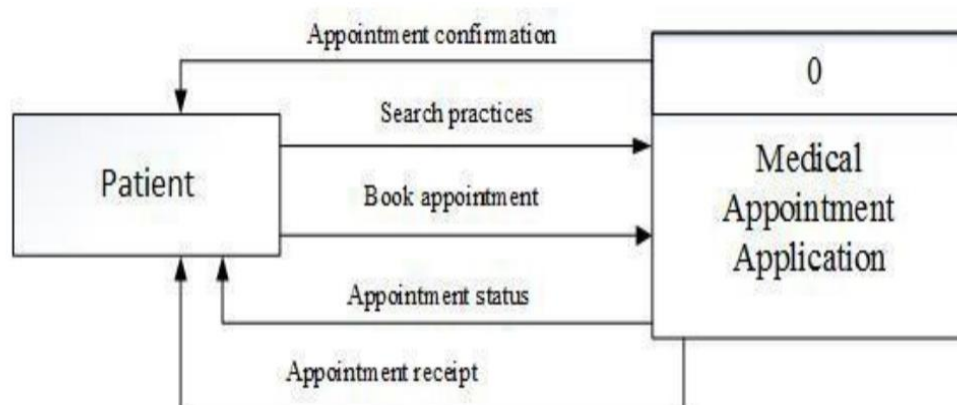 Appointment confirmation
0
Search practices
Patient
Medical
Appointment
Application
Book appointment
Appointment status
Appointment receipt